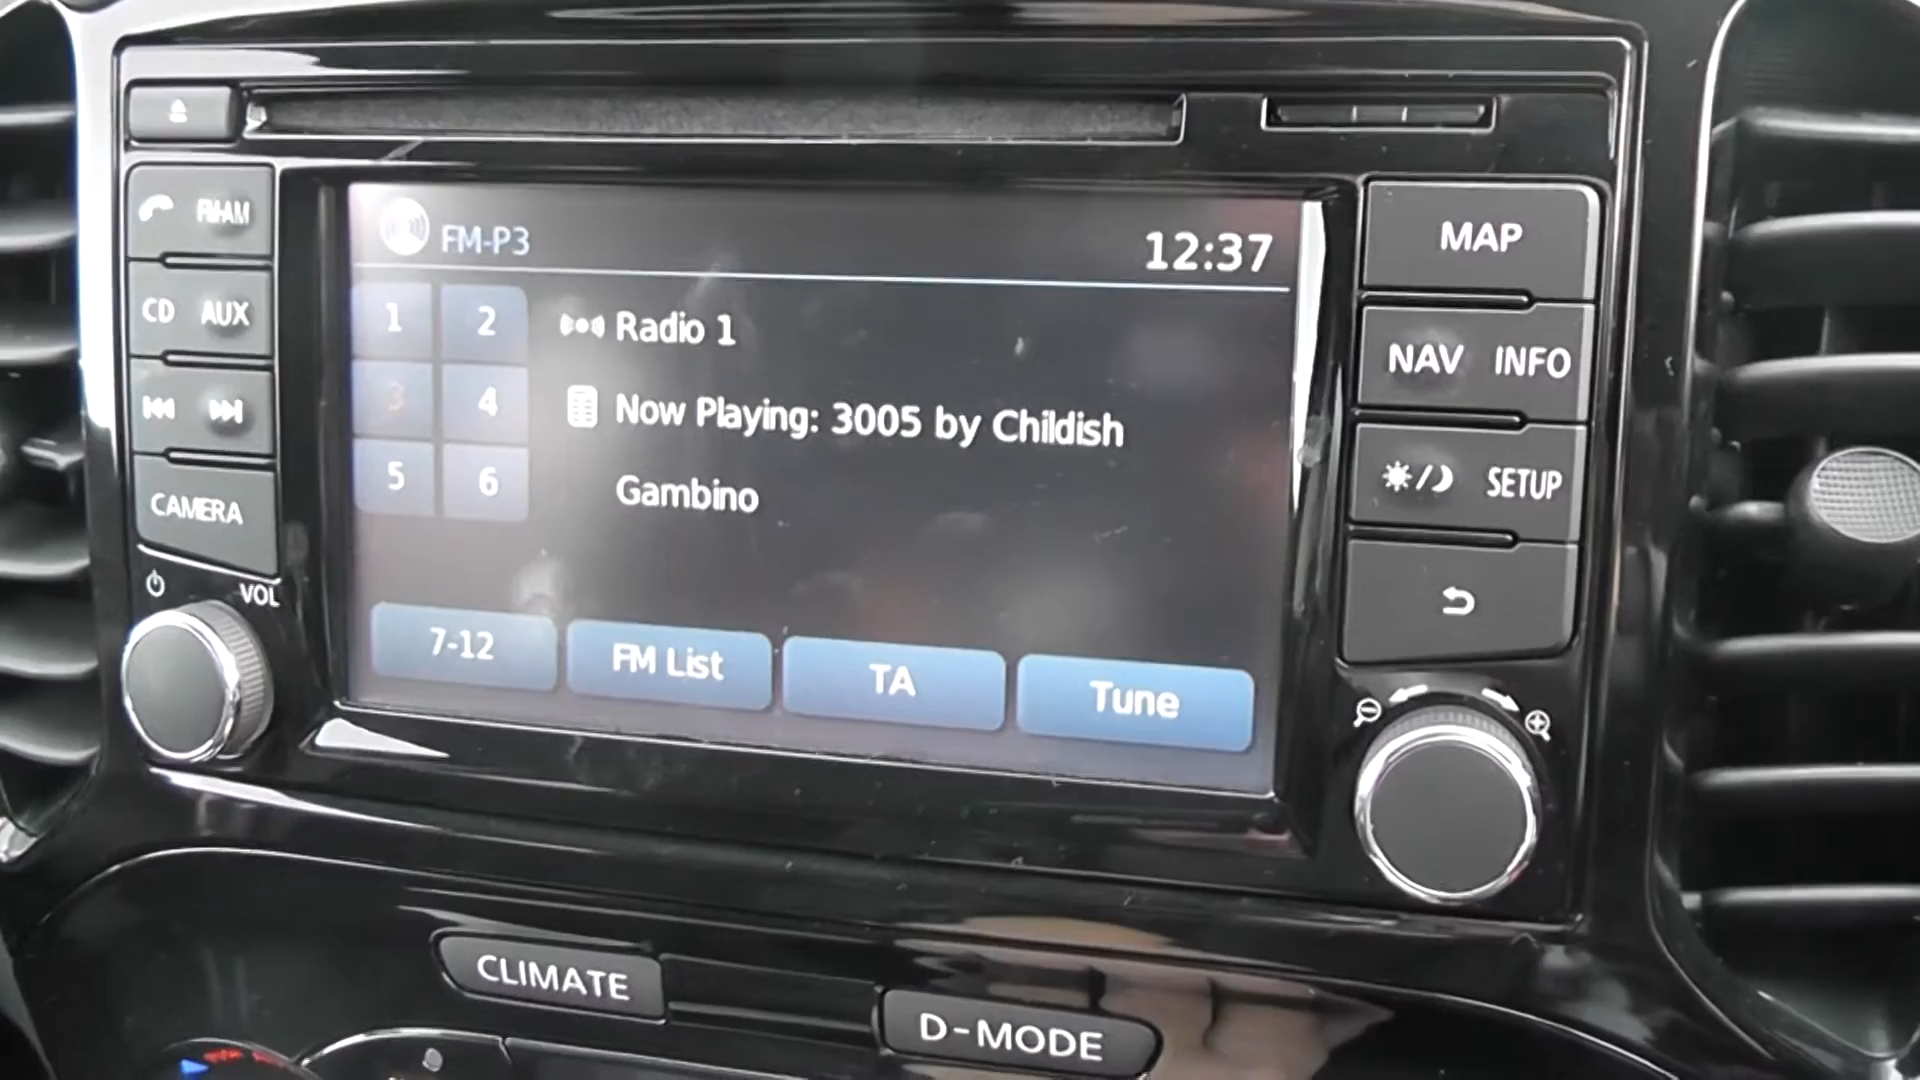 FM-P3
12:37
1 2
3 4
5 6
Radio 1
Now Playing: 3005 by Childish
Gambino
7-12
FM List
TA
Tune
FM·AM
CD AUX
CAMERA
VOL
MAP
NAV INFO
SETUP
CLIMATE
D-MODE